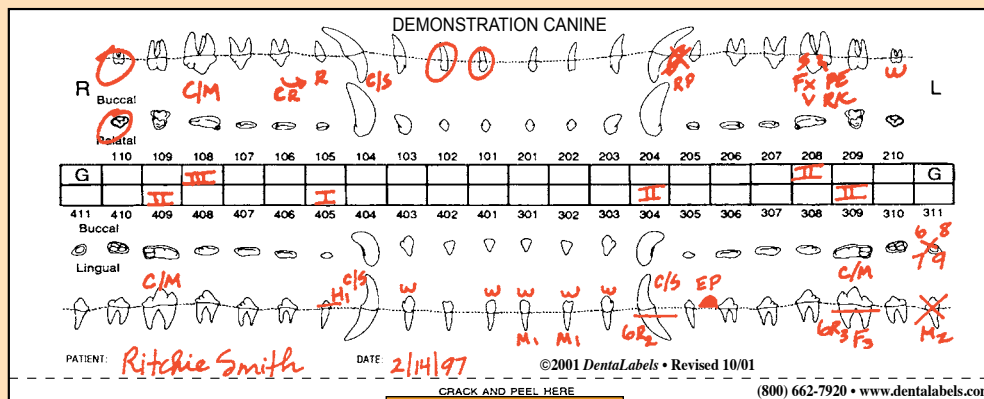 DEMONSTRATION CANINE
R L
C/M CR R C/S RP S S W
Buccal Fx PE
V R/C
Palatal
110 109 108 107 106 105 104 103 102 101 201 202 203 204 205 206 207 208 209 210
G III II G
II I II II
411 410 409 408 407 406 405 404 403 402 401 301 302 303 304 305 306 307 308 309 310 311
Buccal
6 8
Lingual 7 9
C/M C/S C/S EP C/M
H1 W W W W W
M1 M1 GR2 GR3 F3 M2
PATIENT: Ritchie Smith DATE: 2/14/97 ©2001 DentaLabels • Revised 10/01
CRACK AND PEEL HERE (800) 662-7920 • www.dentalabels.com